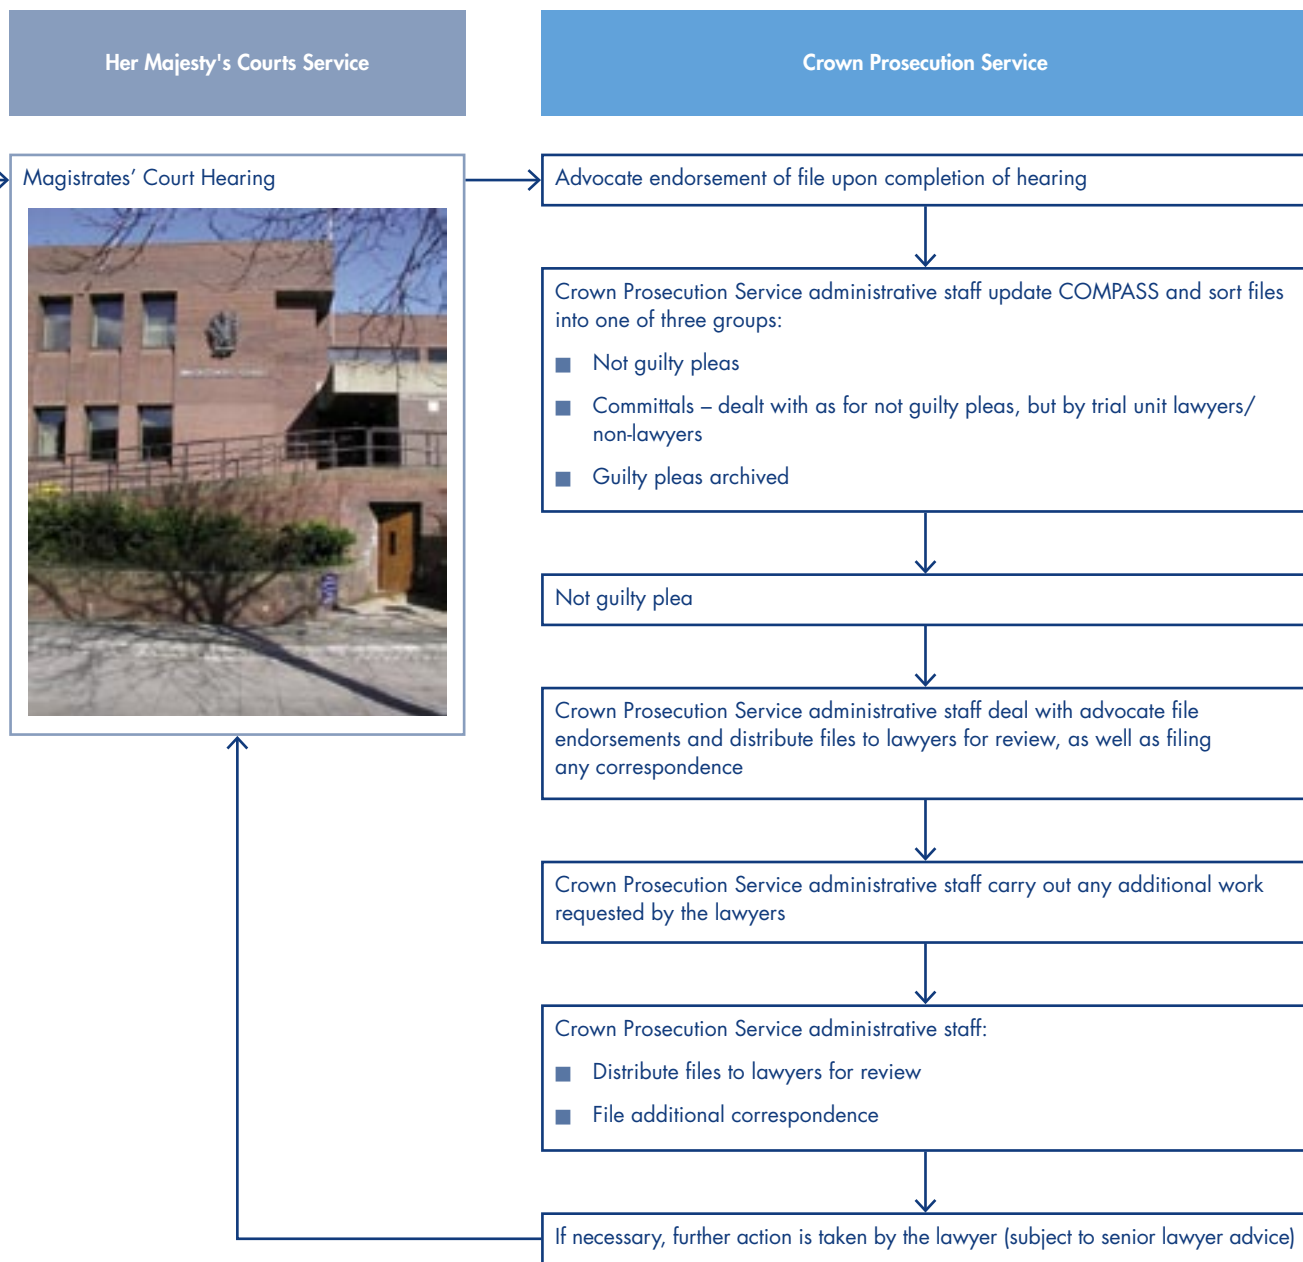 Her Majesty's Courts Service
Crown Prosecution Service
Magistrates' Court Hearing
Advocate endorsement of file upon completion of hearing
Crown Prosecution Service administrative staff update COMPASS and sort files
into one of three groups:
Not guilty pleas
Committals – dealt with as for not guilty pleas, but by trial unit lawyers/
non-lawyers
Guilty pleas archived
Not guilty plea
Crown Prosecution Service administrative staff deal with advocate file
endorsements and distribute files to lawyers for review, as well as filing
any correspondence
Crown Prosecution Service administrative staff carry out any additional work
requested by the lawyers
Crown Prosecution Service administrative staff:
Distribute files to lawyers for review
File additional correspondence
If necessary, further action is taken by the lawyer (subject to senior lawyer advice)